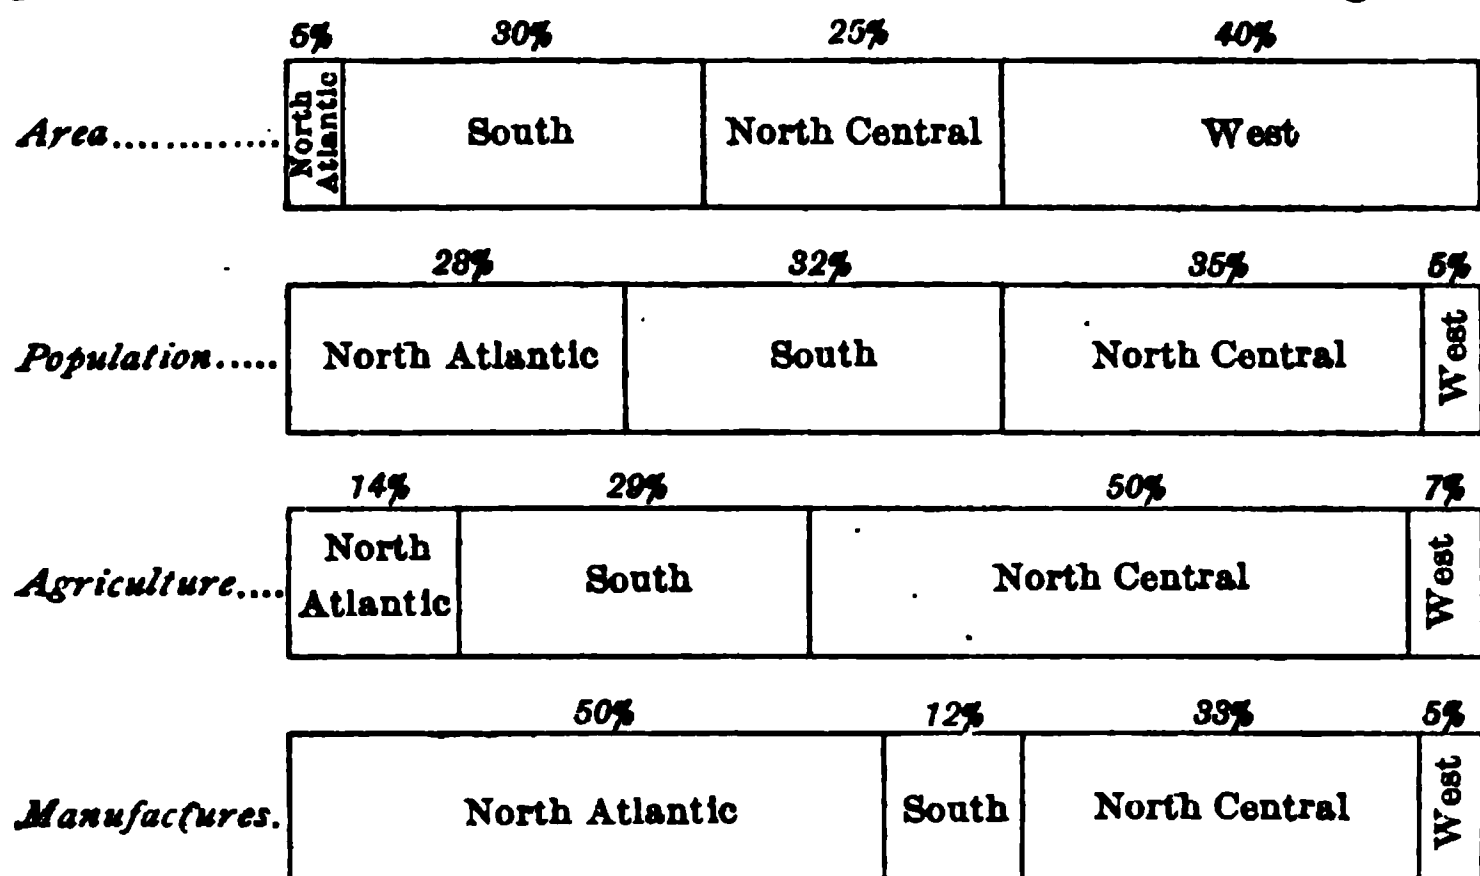 5% 30% 25% 40%
Area............. North Atlantic South North Central West
28% 32% 35% 5%
Population..... North Atlantic South North Central West
14% 29% 50% 7%
Agriculture.... North Atlantic South North Central West
50% 12% 33% 5%
Manufactures. North Atlantic South North Central West